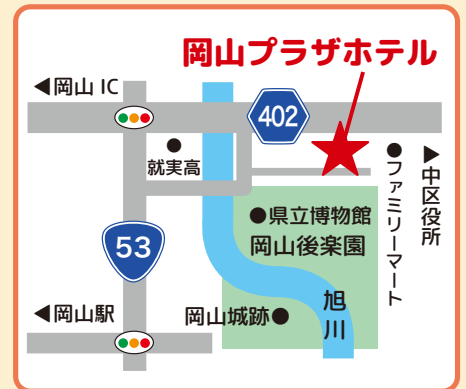 岡山プラザホテル
◀岡山 IC
402
就実高
●ファミリーマート
▶中区役所
●県立博物館
岡山後楽園
53
◀岡山駅
岡山城跡●
旭川